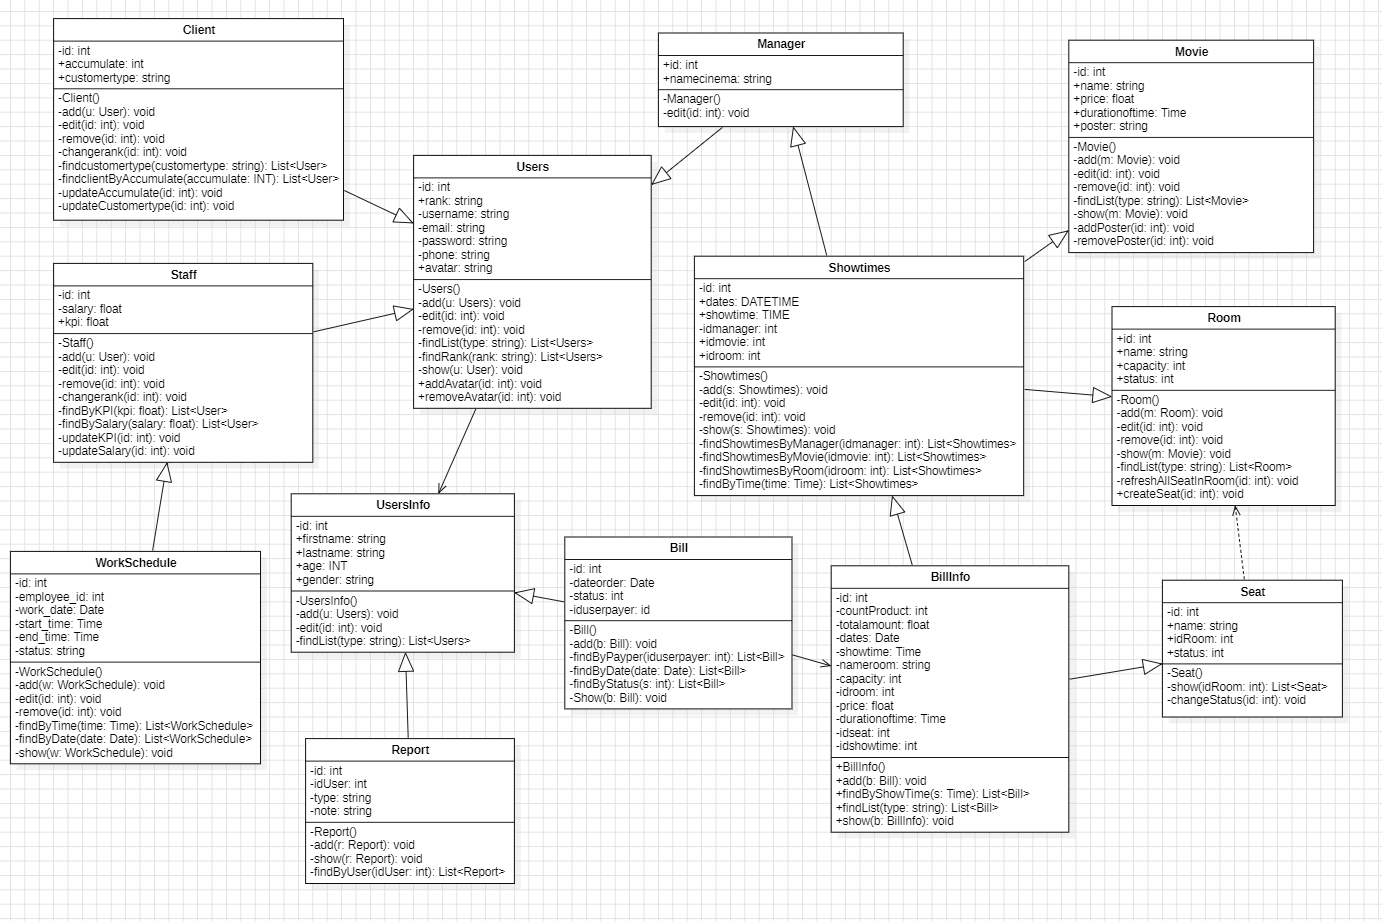 Client
-id: int
+accumulate: int
+customertype: string
-Client()
-add(u: User): void
-edit(id: int): void
-remove(id: int): void
-changerank(id: int): void
-findcustomertype(customertype: string): List<User>
-findclientByAccumulate(accumulate: INT): List<User>
-updateAccumulate(id: int): void
-updateCustomertype(id: int): void
Manager
+id: int
+namecinema: string
-Manager()
-edit(id: int): void
Movie
-id: int
+name: string
+price: float
+durationoftime: Time
+poster: string
-Movie()
-add(m: Movie): void
-edit(id: int): void
-remove(id: int): void
-findList(type: string): List<Movie>
-show(m: Movie): void
-addPoster(id: int): void
-removePoster(id: int): void
Users
-id: int
+rank: string
-username: string
-email: string
-password: string
-phone: string
+avatar: string
-Users()
-add(u: Users): void
-edit(id: int): void
-remove(id: int): void
-findList(type: string): List<Users>
-findRank(rank: string): List<Users>
-show(u: User): void
+addAvatar(id: int): void
+removeAvatar(id: int): void
Staff
-id: int
-salary: float
+kpi: float
-Staff()
-add(u: User): void
-edit(id: int): void
-remove(id: int): void
-changerank(id: int): void
-findByKPI(kpi: float): List<User>
-findBySalary(salary: float): List<User>
-updateKPI(id: int): void
-updateSalary(id: int): void
Showtimes
-id: int
+dates: DATETIME
+showtime: TIME
-idmanager: int
+idmovie: int
+idroom: int
-Showtimes()
-add(s: Showtimes): void
-edit(id: int): void
-remove(id: int): void
-show(s: Showtimes): void
-findShowtimesByManager(idmanager: int): List<Showtimes>
-findShowtimesByMovie(idmovie: int): List<Showtimes>
-findShowtimesByRoom(idroom: int): List<Showtimes>
-findByTime(time: Time): List<Showtimes>
Room
+id: int
+name: string
+capacity: int
+status: int
-Room()
-add(m: Room): void
-edit(id: int): void
-remove(id: int): void
-show(m: Movie): void
-findList(type: string): List<Room>
-refreshAllSeatInRoom(id: int): void
+createSeat(id: int): void
UsersInfo
-id: int
+firstname: string
+lastname: string
+age: INT
+gender: string
-UsersInfo()
-add(u: Users): void
-edit(id: int): void
-findList(type: string): List<Users>
Bill
-id: int
-dateorder: Date
-status: int
-iduserpayer: id
-Bill()
-add(b: Bill): void
-findByPayper(iduserpayer: int): List<Bill>
-findByDate(date: Date): List<Bill>
-findByStatus(s: int): List<Bill>
-Show(b: Bill): void
WorkSchedule
-id: int
-employee_id: int
-work_date: Date
-start_time: Time
-end_time: Time
-status: string
-WorkSchedule()
-add(w: WorkSchedule): void
-edit(id: int): void
-remove(id: int): void
-findByTime(time: Time): List<WorkSchedule>
-findByDate(date: Date): List<WorkSchedule>
-show(w: WorkSchedule): void
BillInfo
-id: int
-countProduct: int
-totalamount: float
-dates: Date
-showtime: Time
-nameroom: string
-capacity: int
-idroom: int
-price: float
-durationoftime: Time
-idseat: int
-idshowtime: int
+BillInfo()
+add(b: Bill): void
+findByShowTime(s: Time): List<Bill>
+findList(type: string): List<Bill>
+show(b: BillInfo): void
Seat
-id: int
+name: string
+idRoom: int
+status: int
-Seat()
-show(idRoom: int): List<Seat>
-changeStatus(id: int): void
Report
-id: int
-idUser: int
-type: string
-note: string
-Report()
-add(r: Report): void
-show(r: Report): void
-findByUser(idUser: int): List<Report>